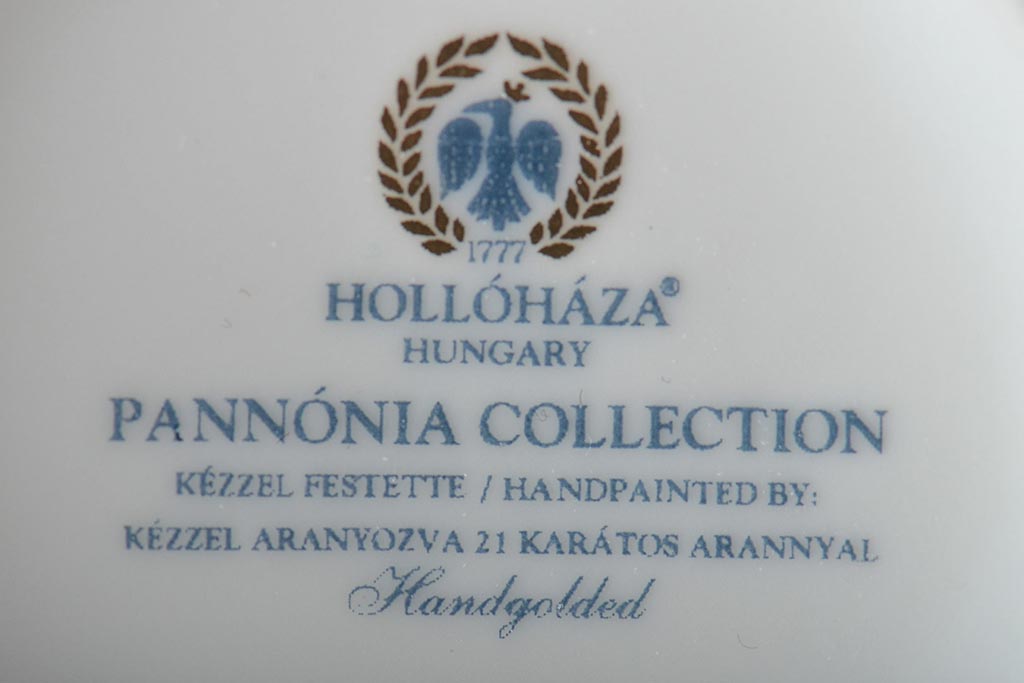 1777
HOLLÓHÁZA®
HUNGARY
PANNÓNIA COLLECTION
KÉZZEL FESTETTE / HANDPAINTED BY:
KÉZZEL ARANYOZVA 21 KARÁTOS ARANNYAL
Handgolded